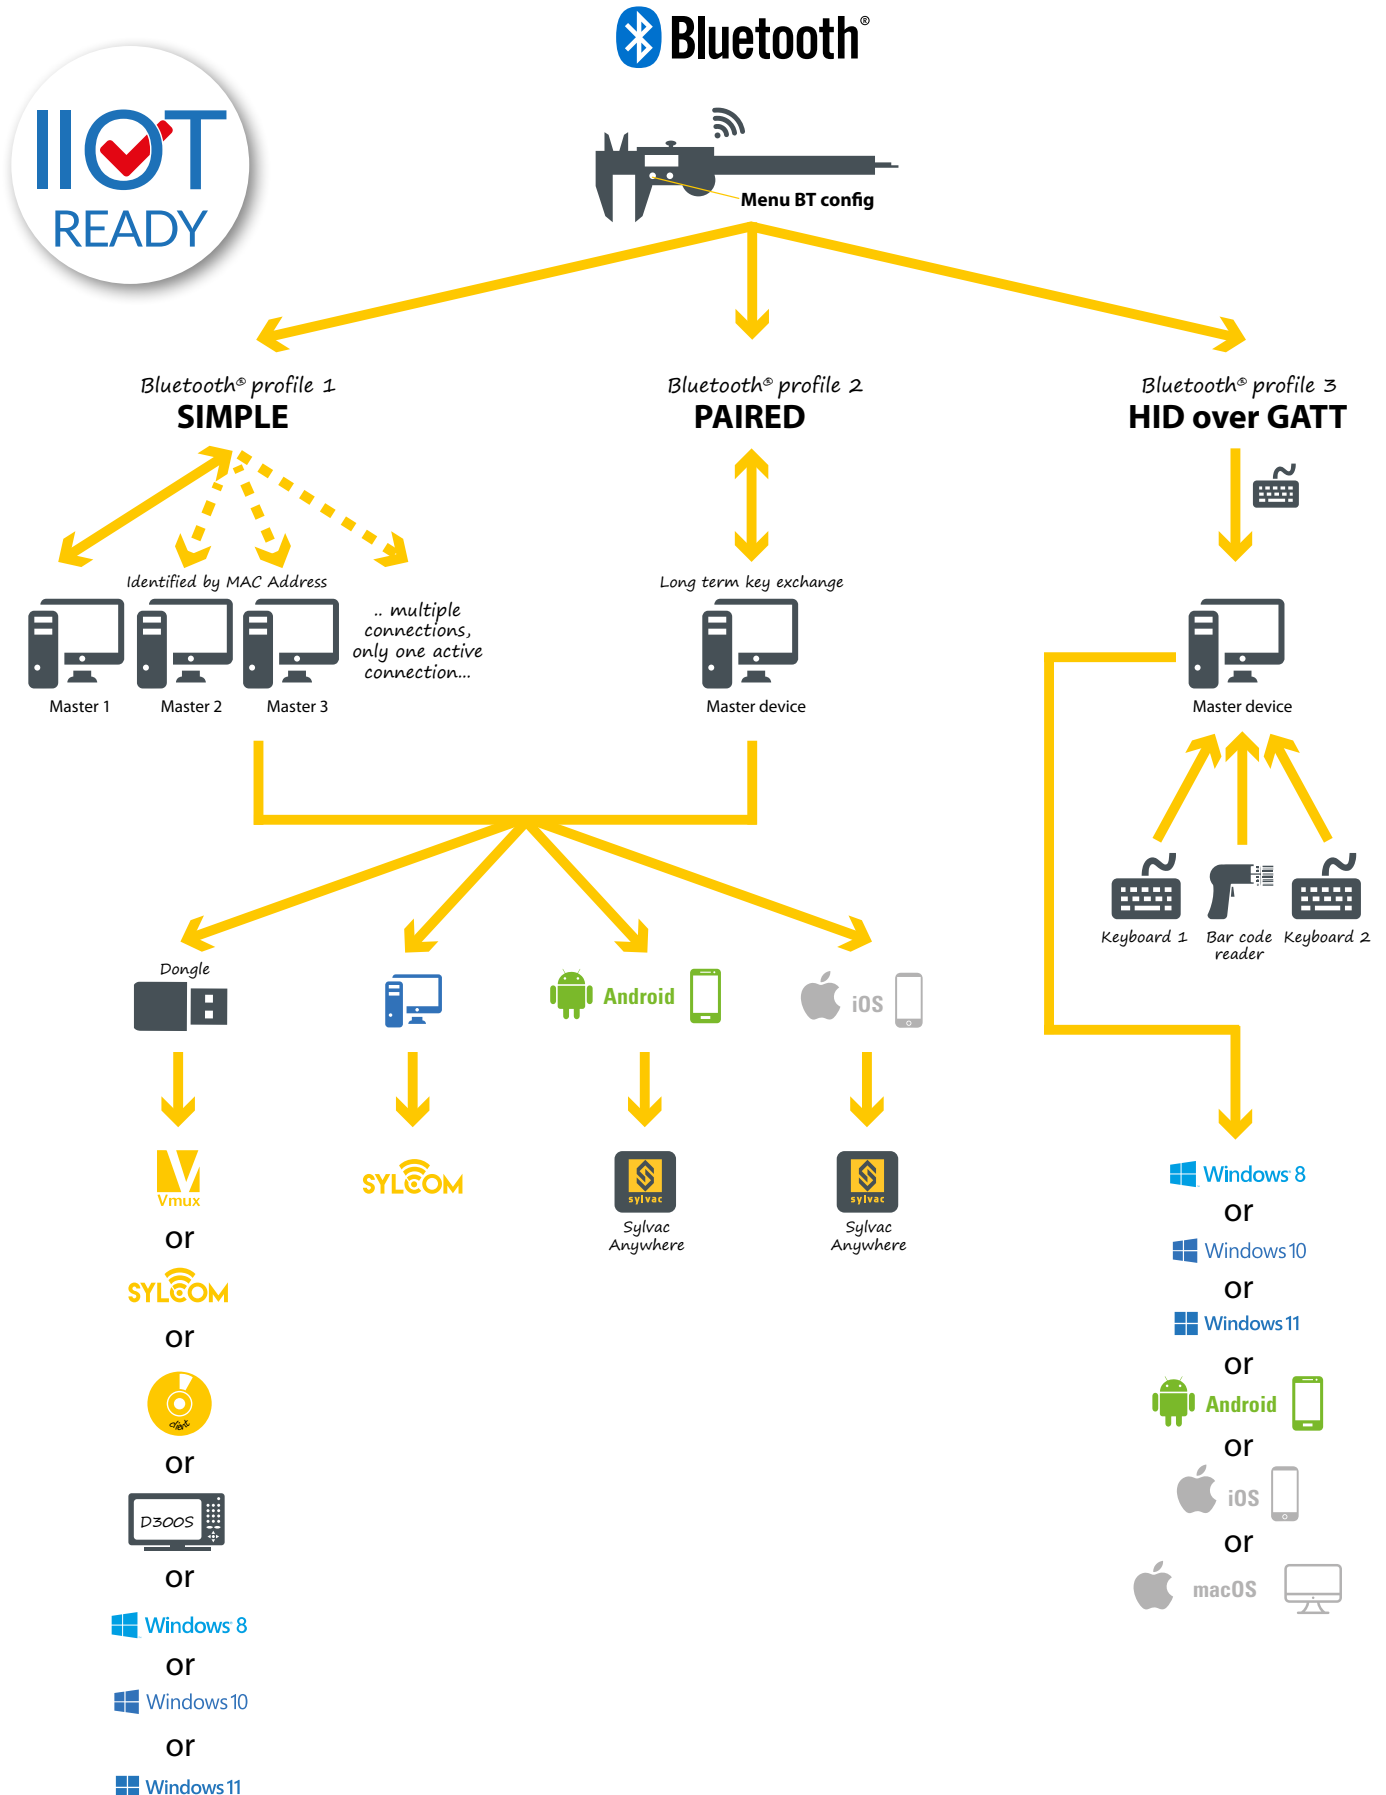 Bluetooth®
IIOT
READY
Menu BT config
Bluetooth® profile 1
SIMPLE
Bluetooth® profile 2
PAIRED
Bluetooth® profile 3
HID over GATT
Identified by MAC Address
.. multiple
connections,
only one active
connection...
Master 1
Master 2
Master 3
Long term key exchange
Master device
Master device
Keyboard 1
Bar code
reader
Keyboard 2
Dongle
Android
iOS
Vmux
or
SYLCOM
or
client
or
D300S
or
Windows 8
or
Windows 10
or
Windows 11
SYLCOM
sylvac
Sylvac
Anywhere
sylvac
Sylvac
Anywhere
Windows 8
or
Windows 10
or
Windows 11
or
Android
or
iOS
or
macOS